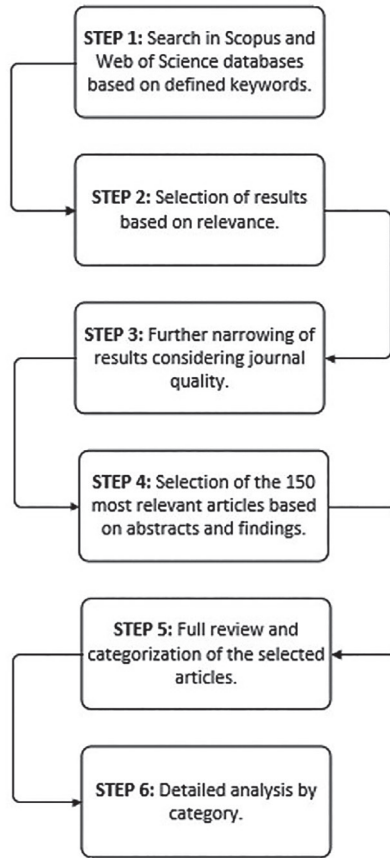 STEP 1: Search in Scopus and
Web of Science databases
based on defined keywords.
STEP 2: Selection of results
based on relevance.
STEP 3: Further narrowing of
results considering journal
quality.
STEP 4: Selection of the 150
most relevant articles based
on abstracts and findings.
STEP 5: Full review and
categorization of the selected
articles.
STEP 6: Detailed analysis by
category.